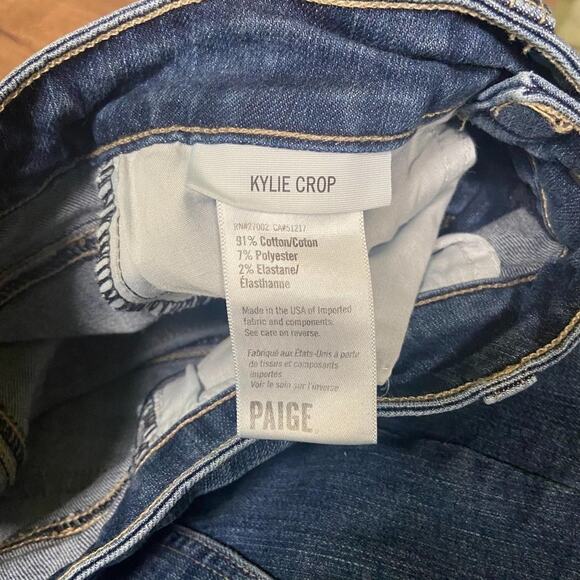 KYLIE CROP
RN#27002 CA#51217
91% Cotton/Coton
7% Polyester
2% Elastane/
Élasthanne
Made in the USA of Imported
fabric and components.
See care on reverse.
Fabriqué aux États-Unis à partir
de tissus et composants
importés
Voir le soin sur l'inverse
PAIGE